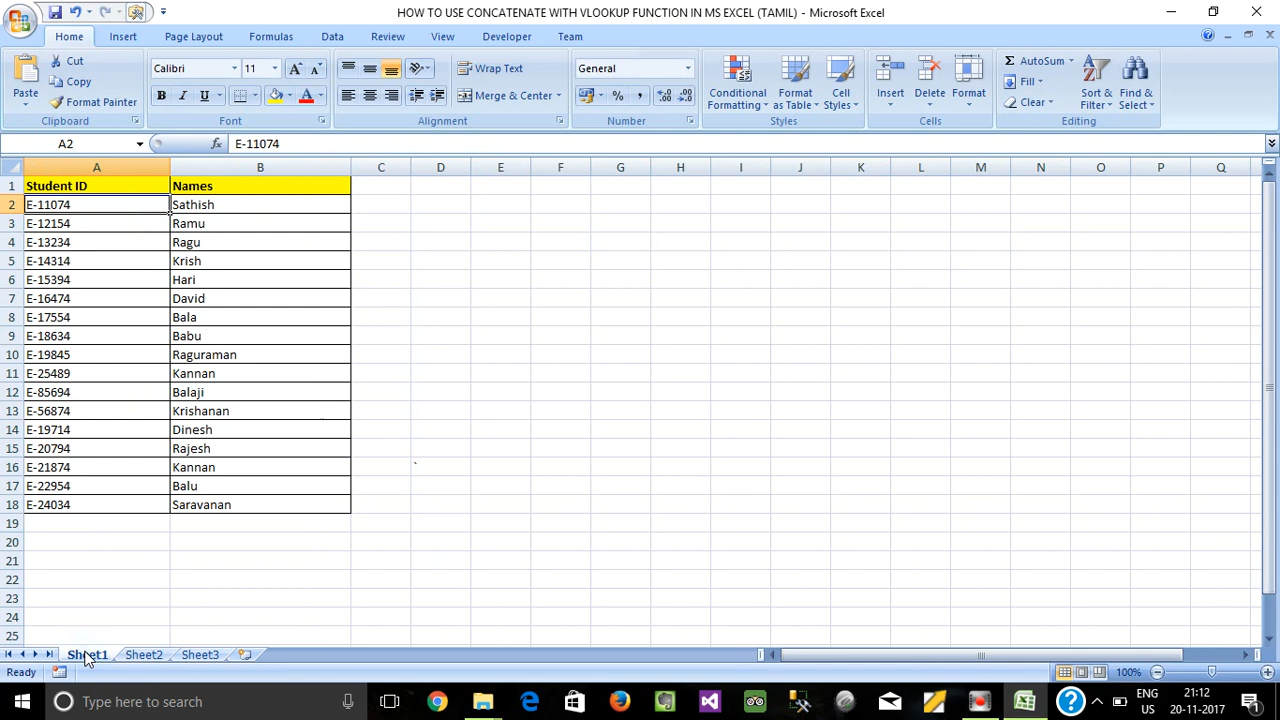 HOW TO USE CONCATENATE WITH VLOOKUP FUNCTION IN MS EXCEL (TAMIL) - Microsoft Excel
Home Insert Page Layout Formulas Data Review View Developer Team
Paste Cut Copy Format Painter Clipboard
Calibri 11 B I U A A A Font
Wrap Text Merge & Center Alignment
General % , .0 .00 .00 .0 Number
Conditional Formatting Format as Table Cell Styles Styles
Insert Delete Format Cells
Σ AutoSum Fill Clear Sort & Filter Find & Select Editing
A2 fx E-11074
A B C D E F G H I J K L M N O P Q
1 Student ID Names
2 E-11074 Sathish
3 E-12154 Ramu
4 E-13234 Ragu
5 E-14314 Krish
6 E-15394 Hari
7 E-16474 David
8 E-17554 Bala
9 E-18634 Babu
10 E-19845 Raguraman
11 E-25489 Kannan
12 E-85694 Balaji
13 E-56874 Krishanan
14 E-19714 Dinesh
15 E-20794 Rajesh
16 E-21874 Kannan `
17 E-22954 Balu
18 E-24034 Saravanan
19
20
21
22
23
24
25
Sheet1 Sheet2 Sheet3
Ready 100%
Type here to search ENG 21:12
20-11-2017 1